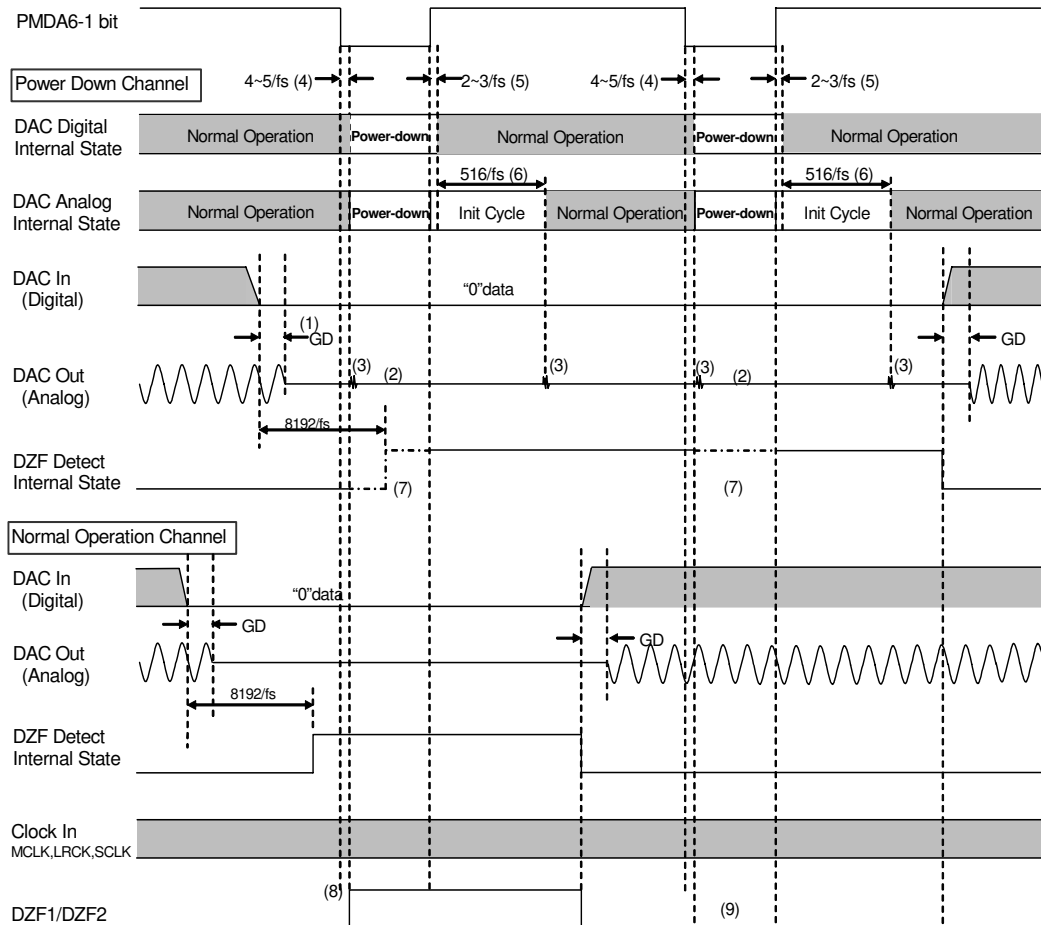 PMDA6-1 bit
4~5/fs (4)
2~3/fs (5)
4~5/fs (4)
2~3/fs (5)
Power Down Channel
DAC Digital
Internal State
Normal Operation
Power-down
Normal Operation
Power-down
Normal Operation
516/fs (6)
516/fs (6)
DAC Analog
Internal State
Normal Operation
Power-down
Init Cycle
Normal Operation
Power-down
Init Cycle
Normal Operation
DAC In
(Digital)
“0”data
(1)
GD
GD
DAC Out
(Analog)
(3)
(2)
(3)
(3)
(2)
(3)
8192/fs
DZF Detect
Internal State
(7)
(7)
Normal Operation Channel
DAC In
(Digital)
“0”data
GD
GD
DAC Out
(Analog)
8192/fs
DZF Detect
Internal State
Clock In
MCLK,LRCK,SCLK
(8)
DZF1/DZF2
(9)